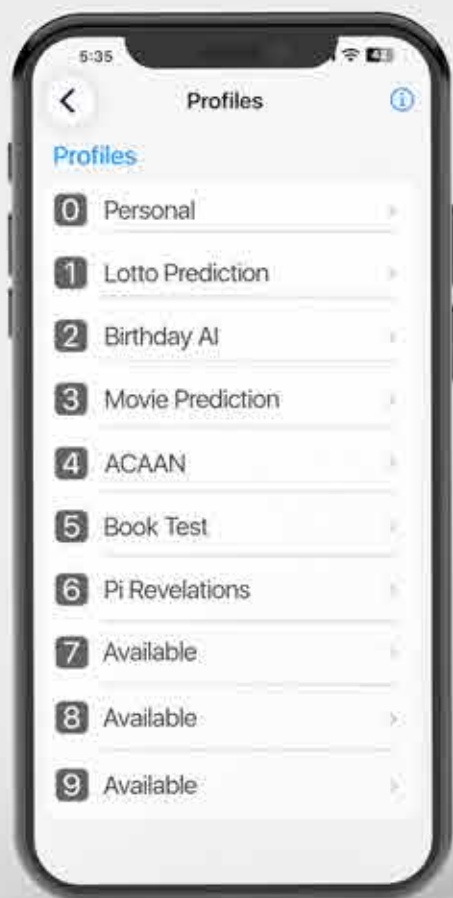 5:35
Profiles
Profiles
0 Personal
1 Lotto Prediction
2 Birthday AI
3 Movie Prediction
4 ACAAN
5 Book Test
6 Pi Revelations
7 Available
8 Available
9 Available